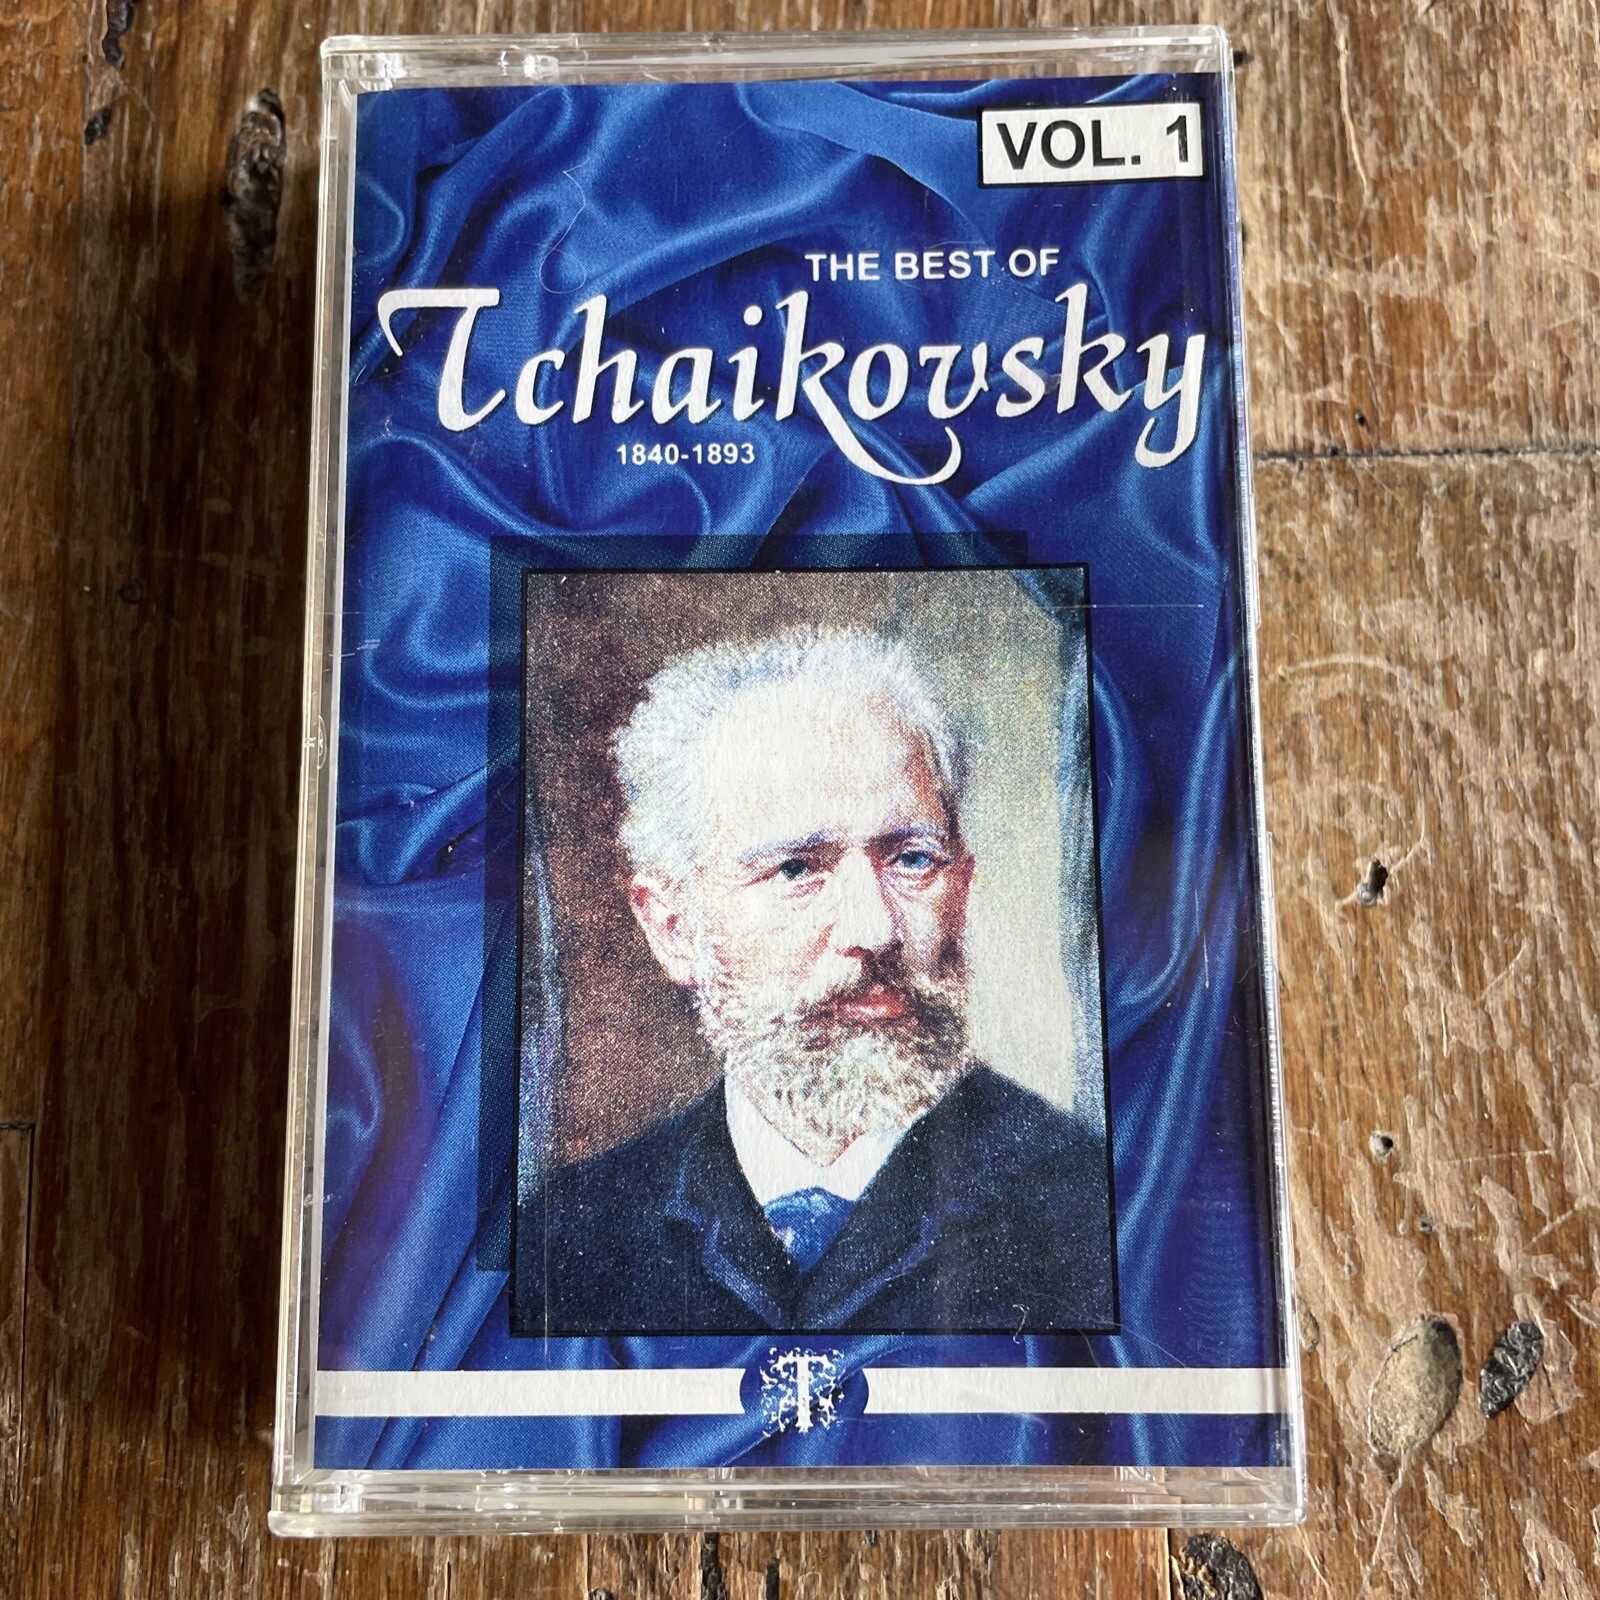 VOL. 1
THE BEST OF
Tchaikovsky
1840-1893
T